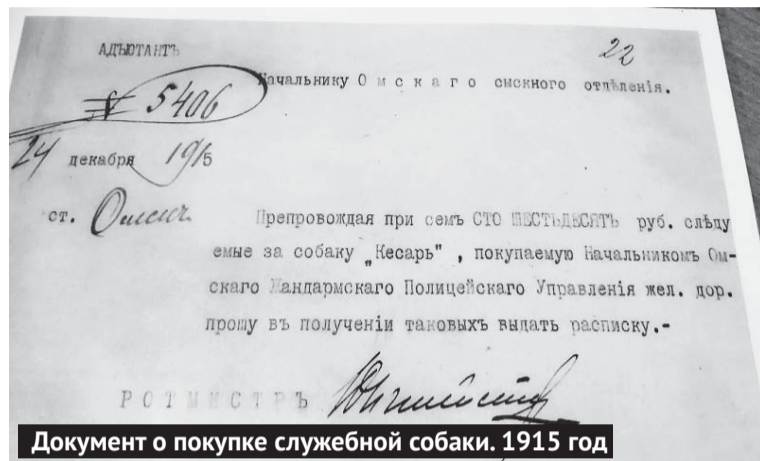 АДЪЮТАНТЪ
22
Начальнику Омскаго сыскного отдѣленія.
№ 5406
24 декабря 1915
ст. Омскъ
Препровождая при семъ СТО ШЕСТЬДЕСЯТЪ руб. слѣду
емые за собаку „Кесарь", покупаемую Начальникомъ Ом-
скаго Жандармскаго Полицейскаго Управленія жел. дор.
прошу въ полученіи таковыхъ выдать расписку.-
РОТМИСТРЪ
Документ о покупке служебной собаки. 1915 год